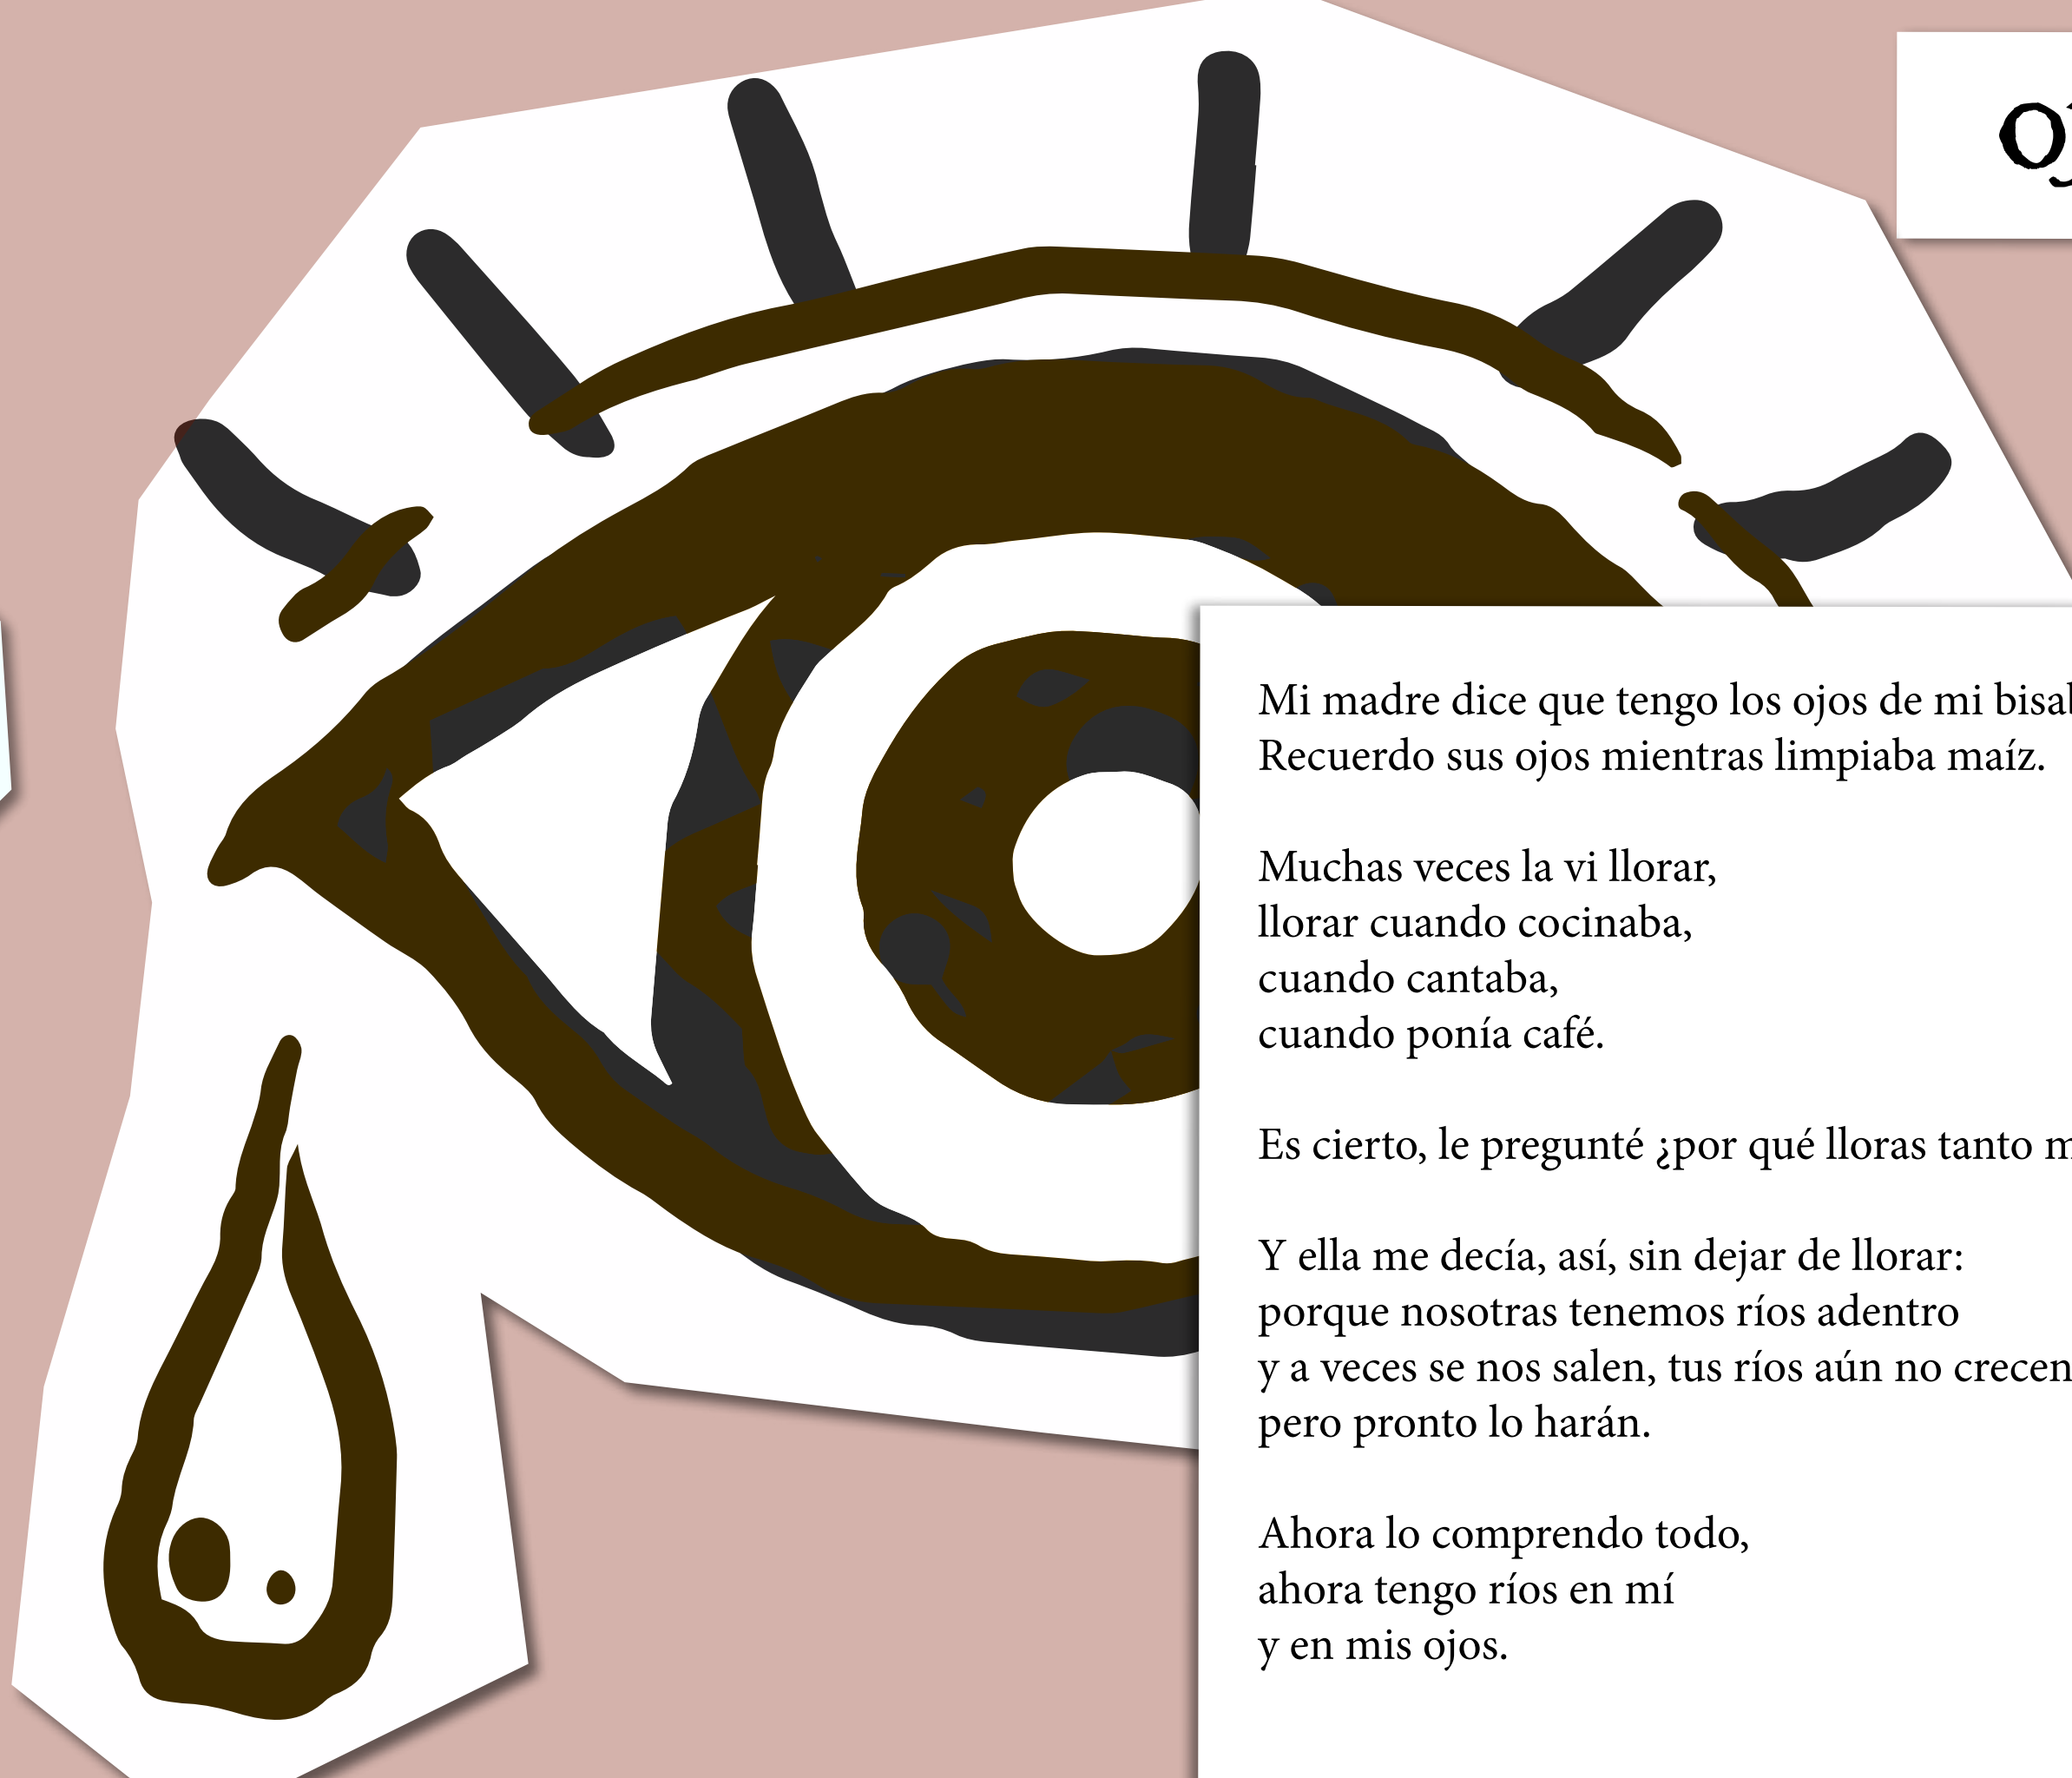 Mi madre dice que tengo los ojos de mi
Recuerdo sus ojos mientras limpiaba maíz.
Muchas veces la vi llorar,
llorar cuando cocinaba,
cuando cantaba,
cuando ponía café.
Es cierto, le pregunté ¿por qué lloras tanto
Y ella me decía, así, sin dejar de llorar:
porque nosotras tenemos ríos adentro
y a veces se nos salen, tus ríos aún no crecen
pero pronto lo harán.
Ahora lo comprendo todo,
ahora tengo ríos en mí
y en mis ojos.